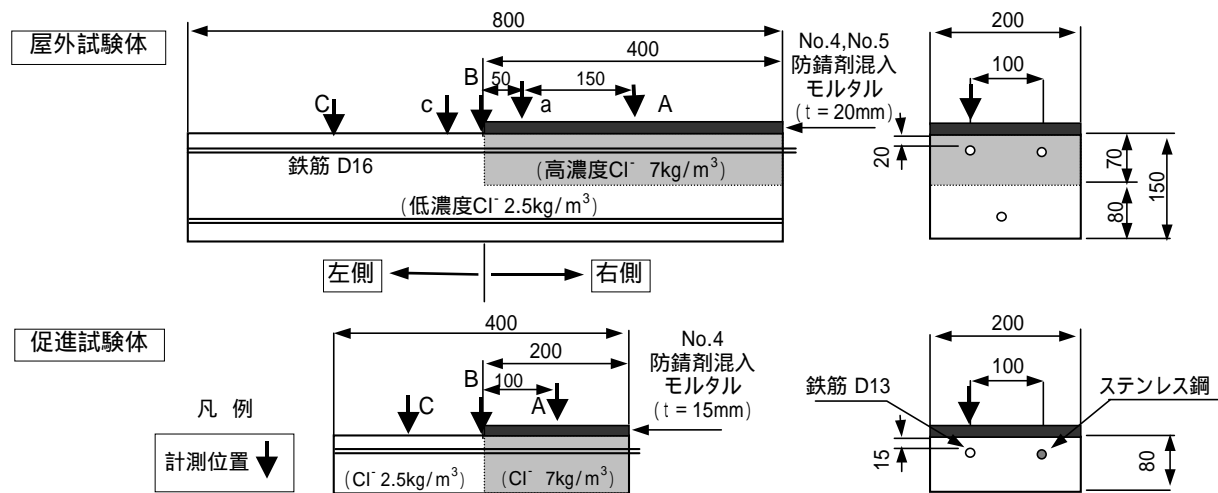 屋外試験体
800
400
50
150
B
C
c
a
A
No.4,No.5
防錆剤混入
モルタル
(t = 20mm)
鉄筋 D16
(高濃度Cl⁻ 7kg/m³)
(低濃度Cl⁻ 2.5kg/m³)
200
100
20
70
80
150
左側
右側
促進試験体
400
200
B
100
C
A
No.4
防錆剤混入
モルタル
(t = 15mm)
(Cl⁻ 2.5kg/m³)
(Cl⁻ 7kg/m³)
凡 例
計測位置
200
100
鉄筋 D13
ステンレス鋼
15
80